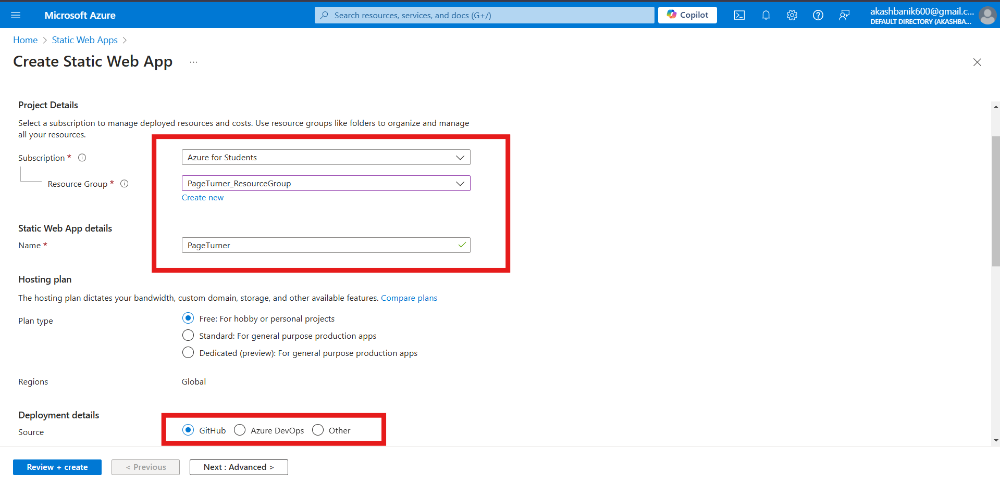 Microsoft Azure
Search resources, services, and docs (G+/)
Copilot
akashbanik600@gmail.c...
DEFAULT DIRECTORY (AKASHBA...
Home > Static Web Apps >
Create Static Web App ...
Project Details
Select a subscription to manage deployed resources and costs. Use resource groups like folders to organize and manage
all your resources.
Subscription *
Azure for Students
Resource Group *
PageTurner_ResourceGroup
Create new
Static Web App details
Name *
PageTurner
Hosting plan
The hosting plan dictates your bandwidth, custom domain, storage, and other available features. Compare plans
Plan type
Free: For hobby or personal projects
Standard: For general purpose production apps
Dedicated (preview): For general purpose production apps
Regions
Global
Deployment details
Source
GitHub
Azure DevOps
Other
Review + create
< Previous
Next : Advanced >